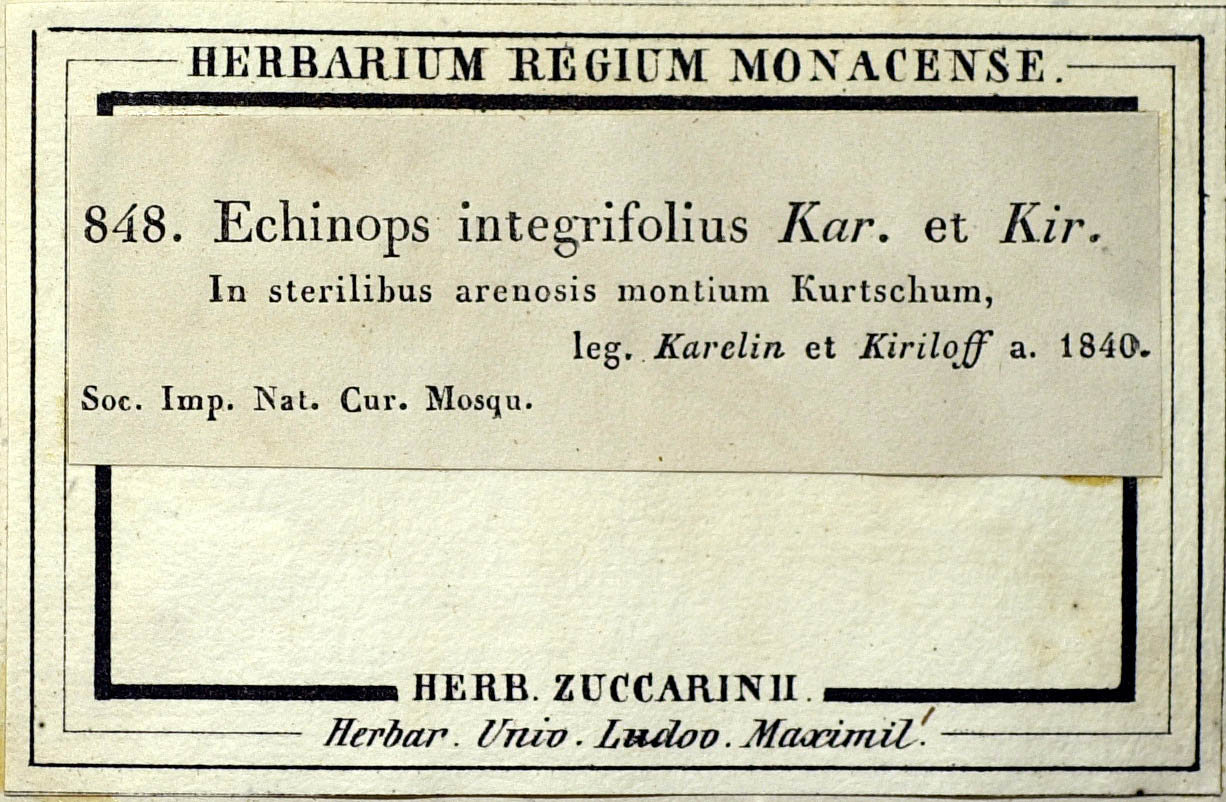 HERBARIUM REGIUM MONACENSE.
848. Echinops integrifolius Kar. et Kir.
In sterilibus arenosis montium Kurtschum,
leg. Karelin et Kiriloff a. 1840.
Soc. Imp. Nat. Cur. Mosqu.
HERB. ZUCCARINII.
Herbar. Univ. Ludov. Maximil.